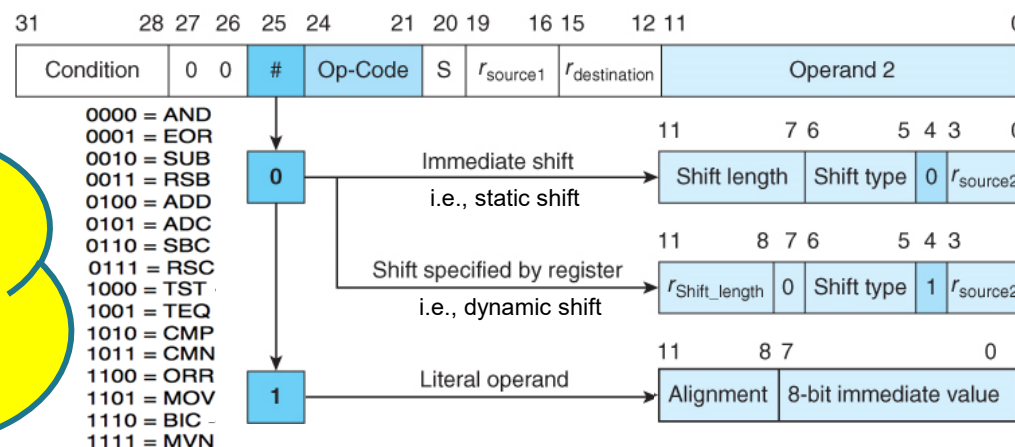 31 28 27 26 25 24 21 20 19 16 15 12 11 0
Condition 0 0 # Op-Code S rsource1 rdestination Operand 2
0000 = AND
0001 = EOR
0010 = SUB
0011 = RSB
0100 = ADD
0101 = ADC
0110 = SBC
0111 = RSC
1000 = TST
1001 = TEQ
1010 = CMP
1011 = CMN
1100 = ORR
1101 = MOV
1110 = BIC
1111 = MVN
11 7 6 5 4 3 0
0 Immediate shift Shift length Shift type 0 rsource2
i.e., static shift
11 8 7 6 5 4 3
Shift specified by register rShift_length 0 Shift type 1 rsource2
i.e., dynamic shift
11 8 7 0
1 Literal operand Alignment 8-bit immediate value